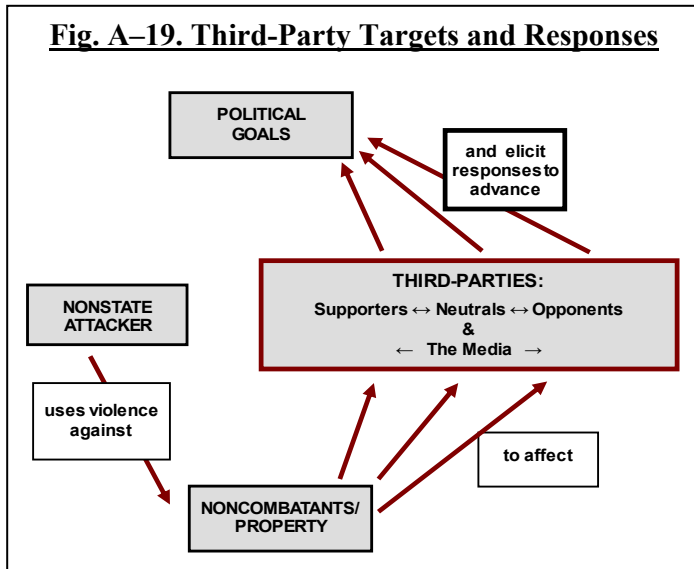 Fig. A–19. Third-Party Targets and Responses
POLITICAL
GOALS
and elicit
responses to
advance
THIRD-PARTIES:
Supporters ↔ Neutrals ↔ Opponents
&
← The Media →
NONSTATE
ATTACKER
uses violence
against
to affect
NONCOMBATANTS/
PROPERTY